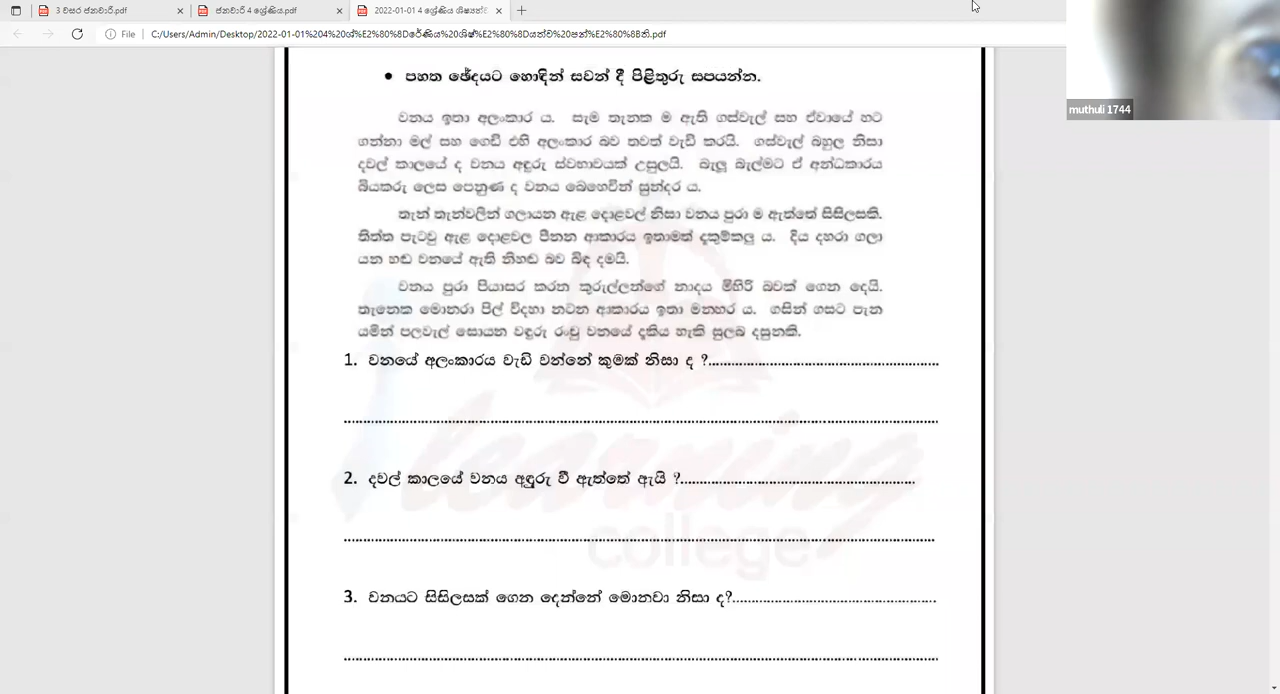 3 වසර ජනවාරි.pdf
ජනවාරි 4 ශ්‍රේණිය.pdf
2022-01-01 4 ශ්‍රේණිය ශිෂ්‍යත්ව
File
C:/Users/Admin/Desktop/2022-01-01%204%20ශ්%E2%80%8Dරේණිය%20ශිෂ්%E2%80%8Dයත්ව%20පන්%E2%80%8Bති.pdf
muthuli 1744
• පහත ඡේදයට හොඳින් සවන් දී පිළිතුරු සපයන්න.
වනය ඉතා අලංකාර ය. සෑම තැනක ම ඇති ගස්වැල් සහ ඒවායේ හට
ගන්නා මල් සහ ගෙඩි එහි අලංකාර බව තවත් වැඩි කරයි. ගස්වැල් බහුල නිසා
දවල් කාලයේ ද වනය අඳුරු ස්වභාවයක් උසුලයි. බැලූ බැල්මට ඒ අන්ධකාරය
බියකරු ලෙස පෙනුණ ද වනය බෙහෙවින් සුන්දර ය.
තැන් තැන්වලින් ගලායන ඇළ දොළවල් නිසා වනය පුරා ම ඇත්තේ සිසිලසකි.
තිත්ත පැටවු ඇළ දොළවල පීනන ආකාරය ඉතාමත් දැකුම්කලු ය. දිය දහරා ගලා
යන හඬ වනයේ ඇති නිහඬ බව බිඳ දමයි.
වනය පුරා පියාසර කරන කුරුල්ලන්ගේ නාදය මිහිරි බවක් ගෙන දෙයි.
තැනෙක මොනරා පිල් විදහා නටන ආකාරය ඉතා මනහර ය. ගසින් ගසට පැන
යමින් පලවැල් සොයන වඳුරු රංචු වනයේ දැකිය හැකි සුලබ දසුනකි.
1. වනයේ අලංකාරය වැඩි වන්නේ කුමක් නිසා ද ?
2. දවල් කාලයේ වනය අඳුරු වී ඇත්තේ ඇයි ?
3. වනයට සිසිලසක් ගෙන දෙන්නේ මොනවා නිසා ද?
learning
college